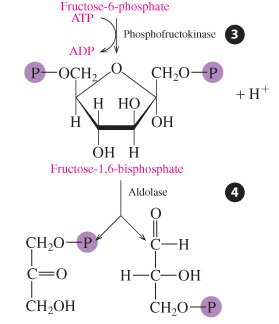 Fructose-6-phosphate
ATP
Phosphofructokinase 3
ADP
P–OCH₂ O CH₂O–P
H HO + H⁺
H OH
OH H
Fructose-1,6-bisphosphate
Aldolase 4
O
CH₂O–P C–H
C=O H–C–OH
CH₂OH CH₂O–P